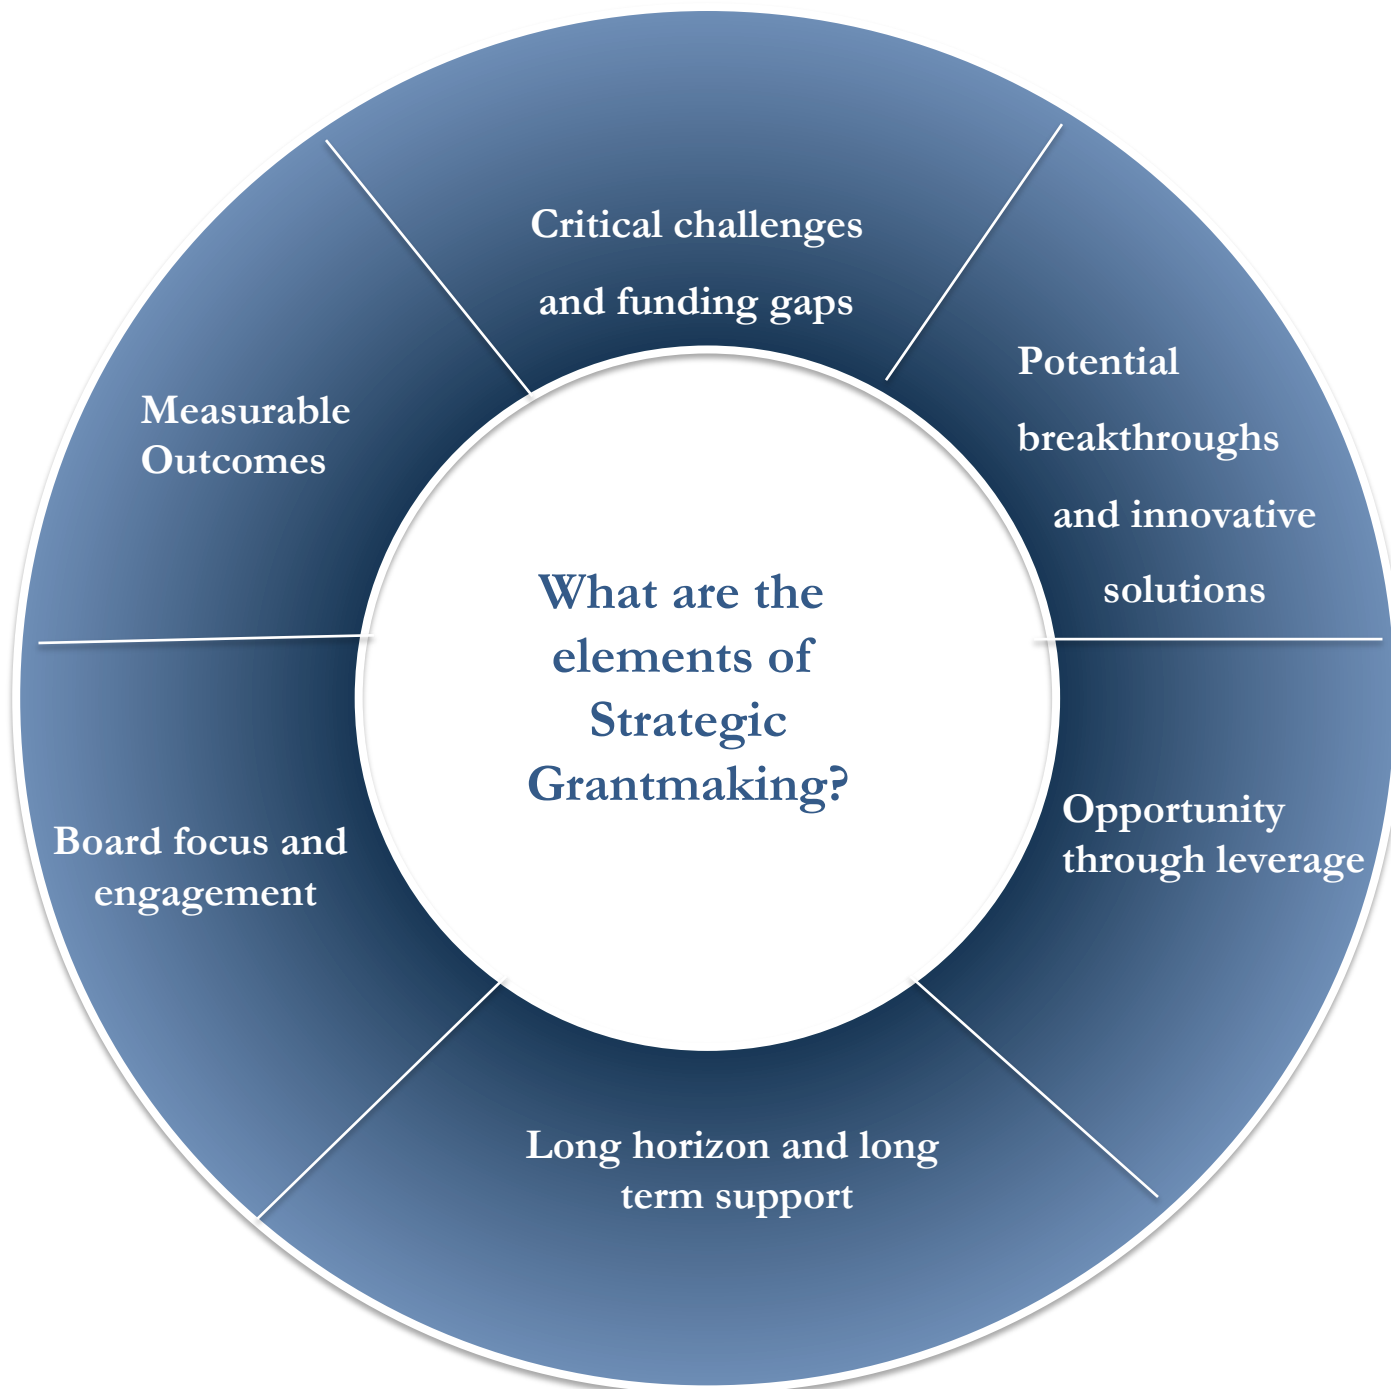 Critical challenges
and funding gaps
Potential
breakthroughs
and innovative
solutions
Measurable
Outcomes
What are the
elements of
Strategic
Grantmaking?
Opportunity
through leverage
Board focus and
engagement
Long horizon and long
term support